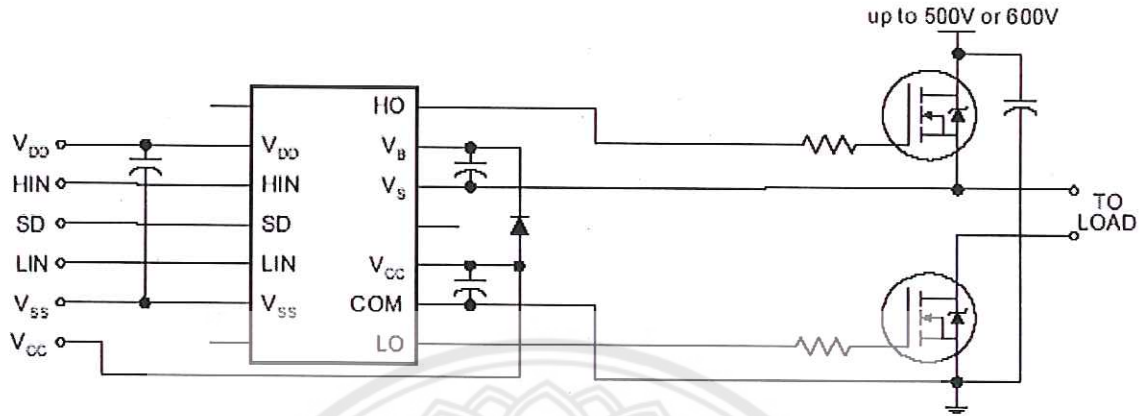 up to 500V or 600V
HO
V_DD V_DD V_B
HIN HIN V_S
SD SD
LIN LIN V_CC
V_SS V_SS COM
V_CC LO
TO
LOAD